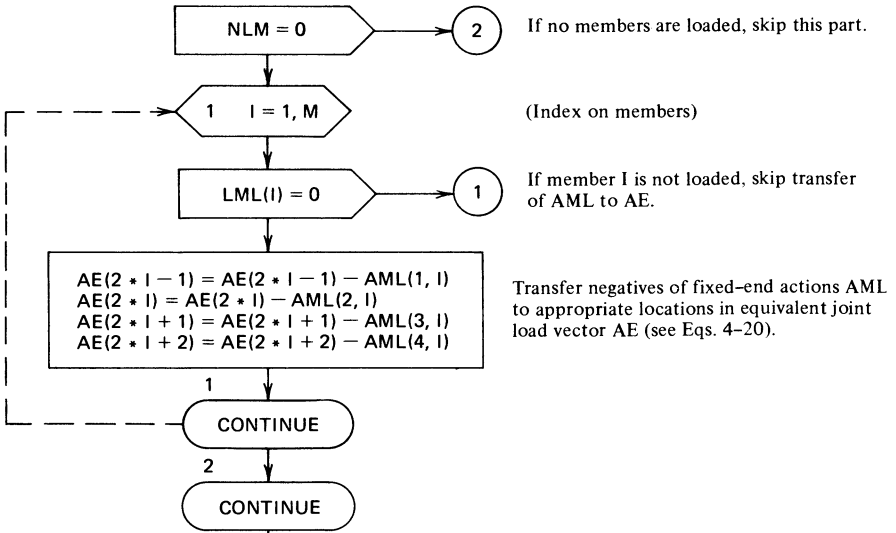 NLM = 0
2
If no members are loaded, skip this part.
1 I = 1, M
(Index on members)
LML(I) = 0
1
If member I is not loaded, skip transfer
of AML to AE.
AE(2 * I − 1) = AE(2 * I − 1) − AML(1, I)
AE(2 * I) = AE(2 * I) − AML(2, I)
AE(2 * I + 1) = AE(2 * I + 1) − AML(3, I)
AE(2 * I + 2) = AE(2 * I + 2) − AML(4, I)
Transfer negatives of fixed–end actions AML
to appropriate locations in equivalent joint
load vector AE (see Eqs. 4–20).
1
CONTINUE
2
CONTINUE